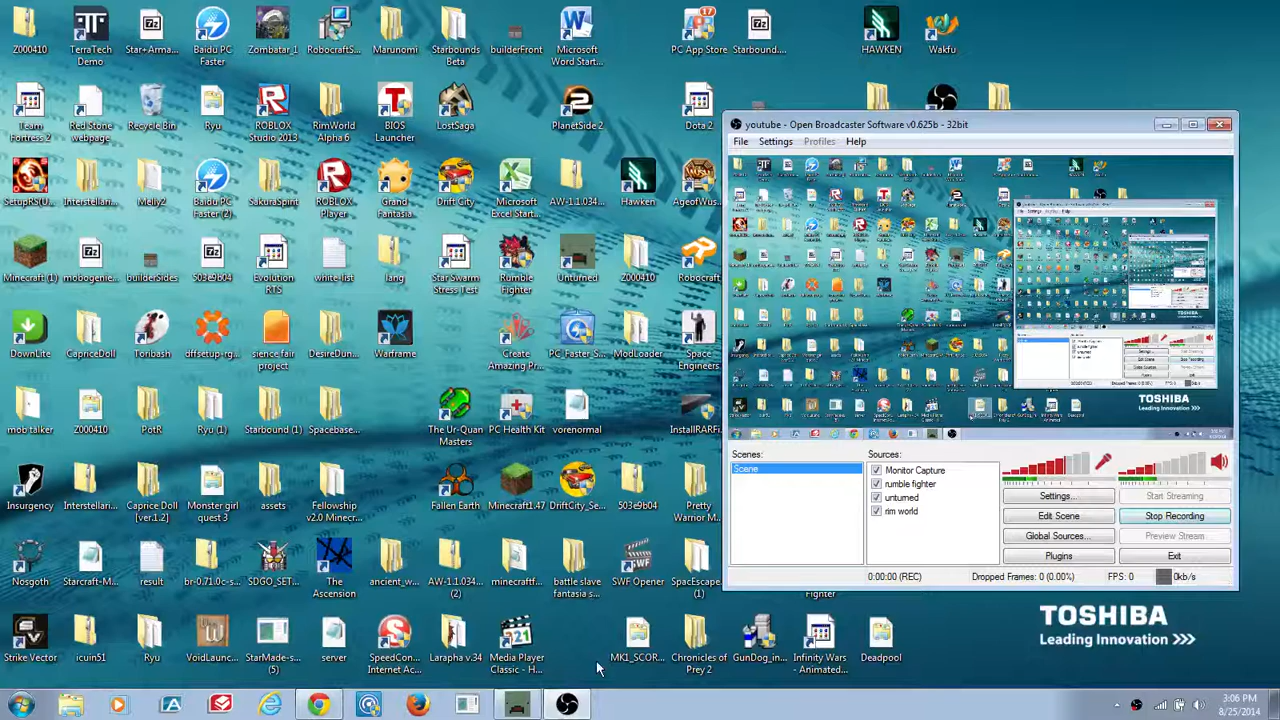 Z000410
TerraTech Demo
Star+Arma...
Baidu PC Faster
Zombatar_1
RobocraftS...
Marunomi
Starbounds Beta
builderFront
Microsoft Word Start...
PC App Store
17
Starbound....
HAWKEN
Wakfu
Team Fortress 2
Red Stone webpage
Recycle Bin
Ryu
ROBLOX Studio 2013
RimWorld Alpha 6
BIOS Launcher
LostSaga
PlanetSide 2
Dota 2
SetupRS(U...
Interstellari...
Melly2
Baidu PC Faster (2)
SakuraSpirit
ROBLOX Player
Grand Fantasia
Drift City
Microsoft Excel Start...
AW-1.1.034...
Hawken
AgeofWus...
Minecraft (1)
mobogenie...
builderSides
503e9b04
Evolution RTS
white-list
lang
Star Swarm Stress Test
Rumble Fighter
Unturned
Z000410
Robocraft
DownLite
CapriceDoll
Toribash
offsetup-rg...
sience fair project
DesireDun...
Warframe
Create Amazing Pr...
PC_Faster_S...
ModLoader
Space Engineers
mob talker
Z000410
PotR
Ryu (1)
Starbound (1)
Spacebase...
The Ur-Quan Masters
PC Health Kit
vorenormal
InstallRARFi...
Insurgency
Interstellari...
Caprice Doll [ver.1.2]
Monster girl quest 3
assets
Fellowship v2.0 Minecr...
Fallen Earth
Minecraft1.47
DriftCity_Se...
503e9b04
Pretty Warrior M...
Nosgoth
Starcraft-M...
result
br-0.71.0c-s...
SDGO_SET...
The Ascension
ancient_w...
AW-1.1.034... (2)
minecraftf...
battle slave fantasia s...
SWF Opener
SpacEscape (1)
Fighter
Strike Vector
icuin51
Ryu
VoidLaunc...
StarMade-s... (5)
server
SpeedCon... Internet Ac...
Larapha v.34
Media Player Classic - H...
MK1_SCOR...
Chronicles of Prey 2
GunDog_in...
Infinity Wars - Animated...
Deadpool
youtube - Open Broadcaster Software v0.625b - 32bit
File Settings Profiles Help
TOSHIBA
Leading Innovation >>>
Scenes:
Scene
Sources:
Monitor Capture
rumble fighter
unturned
rim world
Settings...
Start Streaming
Edit Scene
Stop Recording
Global Sources...
Preview Stream...
Plugins
Exit
0:00:00 (REC)
Dropped Frames: 0 (0.00%)
FPS: 0
0kb/s
TOSHIBA
Leading Innovation >>>
3:06 PM
8/25/2014